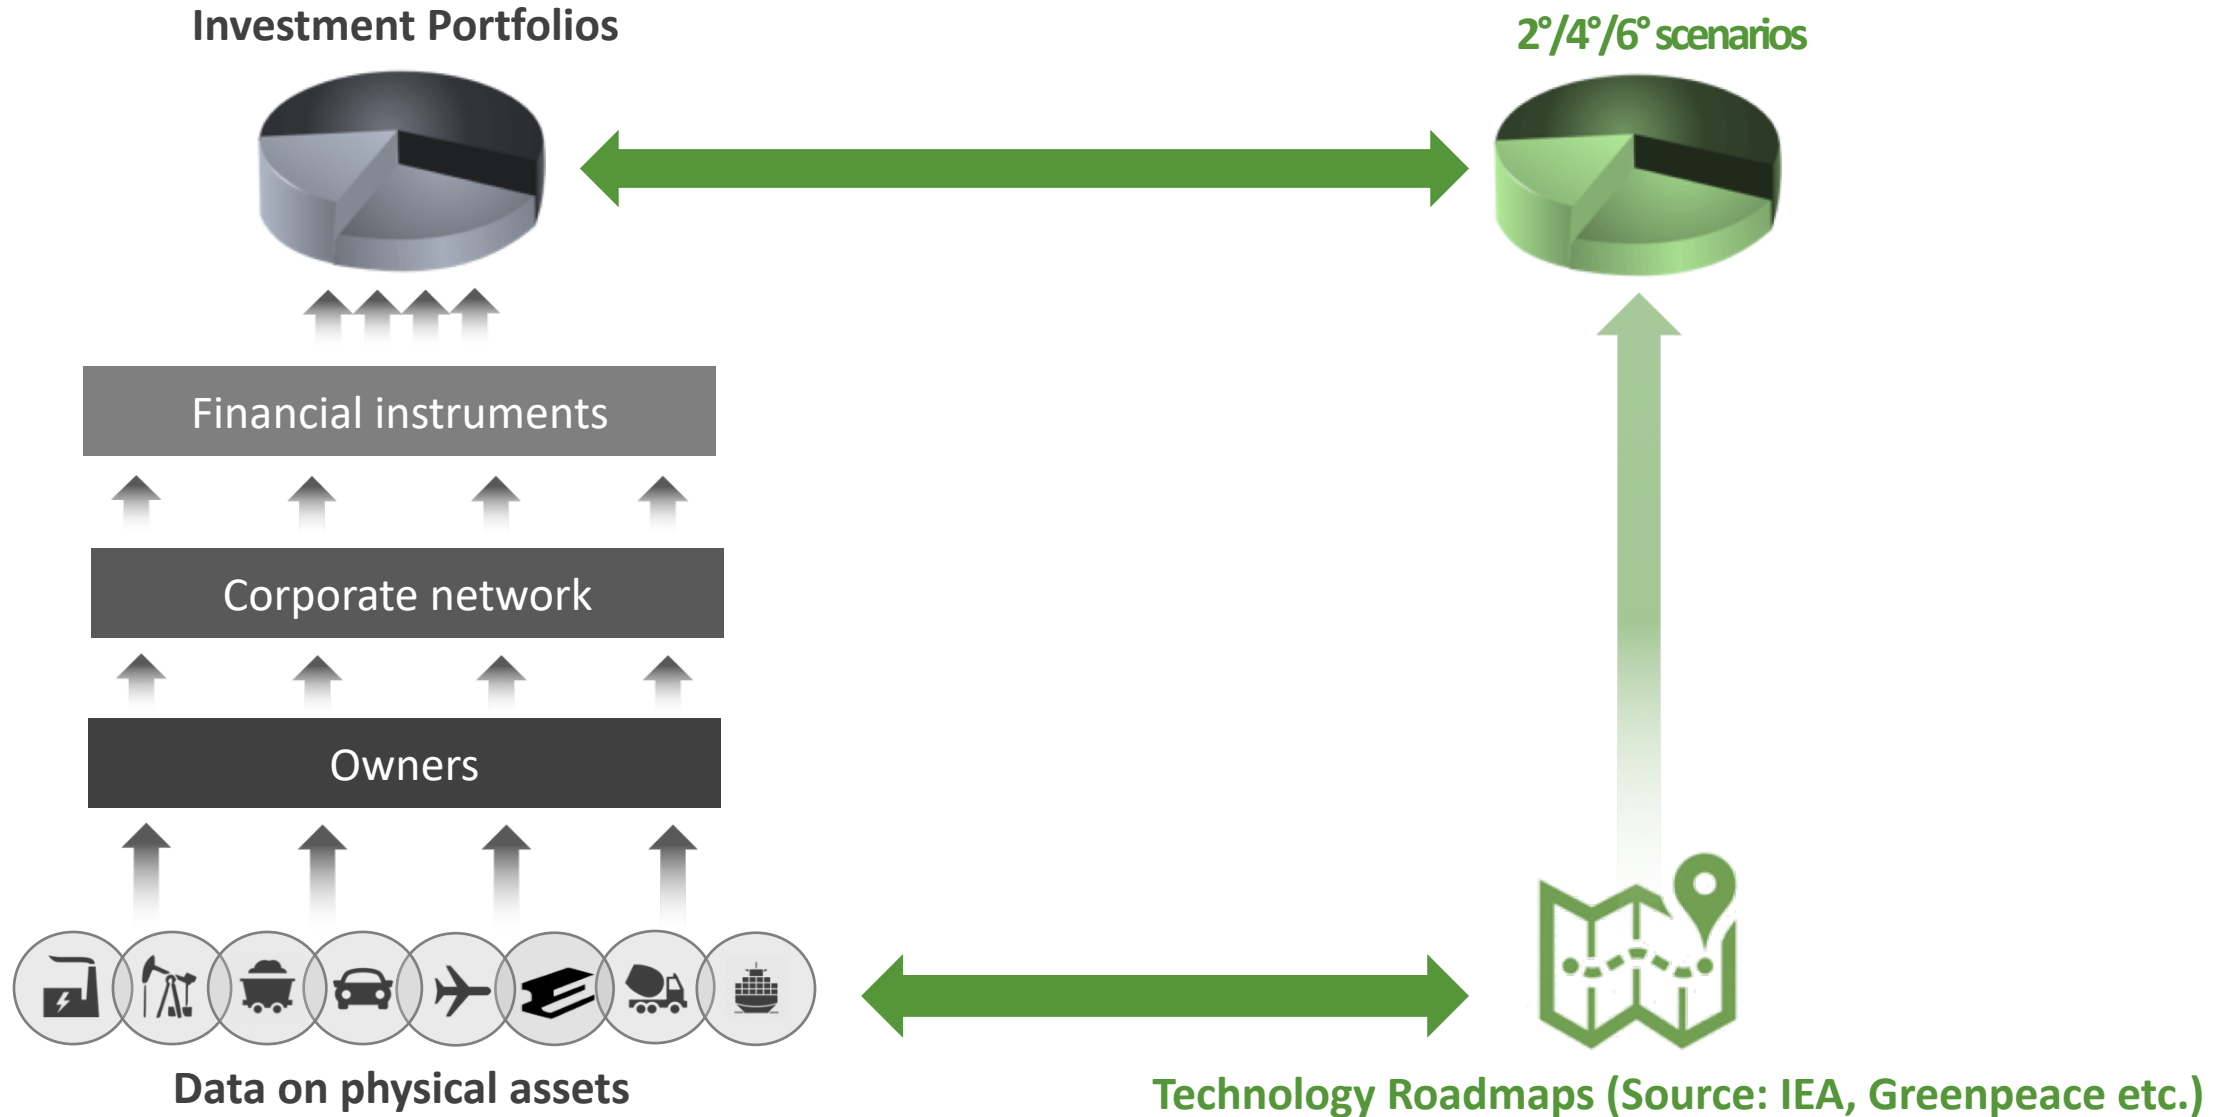 Investment Portfolios
2°/4°/6° scenarios
Financial instruments
Corporate network
Owners
Data on physical assets
Technology Roadmaps (Source: IEA, Greenpeace etc.)